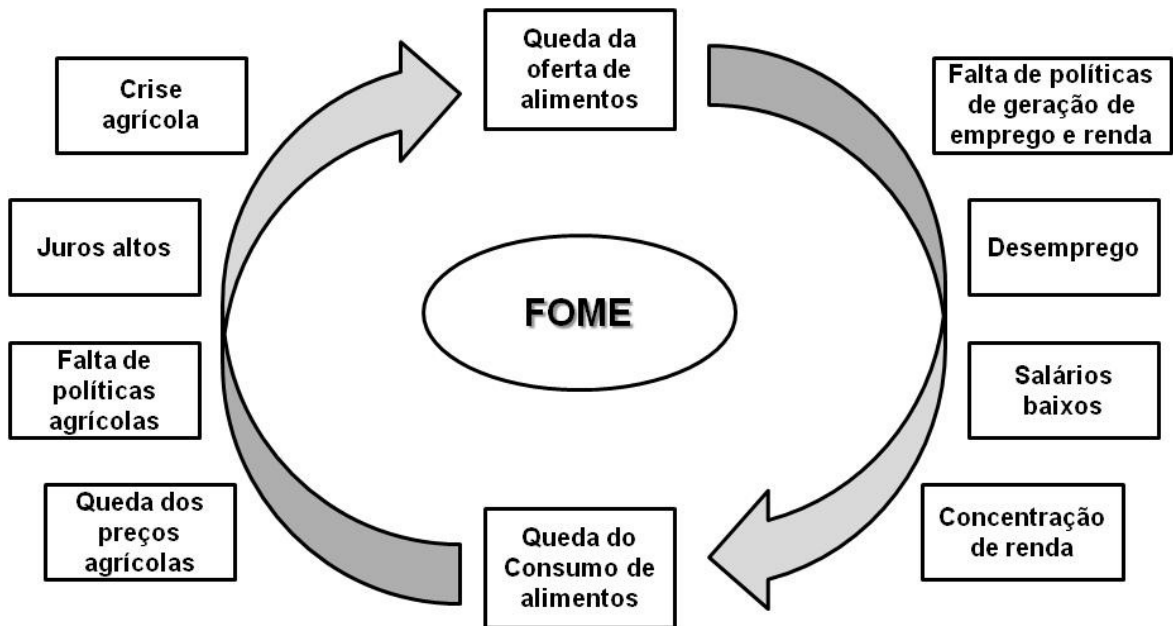 Queda da
oferta de
alimentos
Falta de políticas
de geração de
emprego e renda
Desemprego
Salários
baixos
Concentração
de renda
Queda do
Consumo de
alimentos
Queda dos
preços
agrícolas
Falta de
políticas
agrícolas
Juros altos
Crise
agrícola
FOME